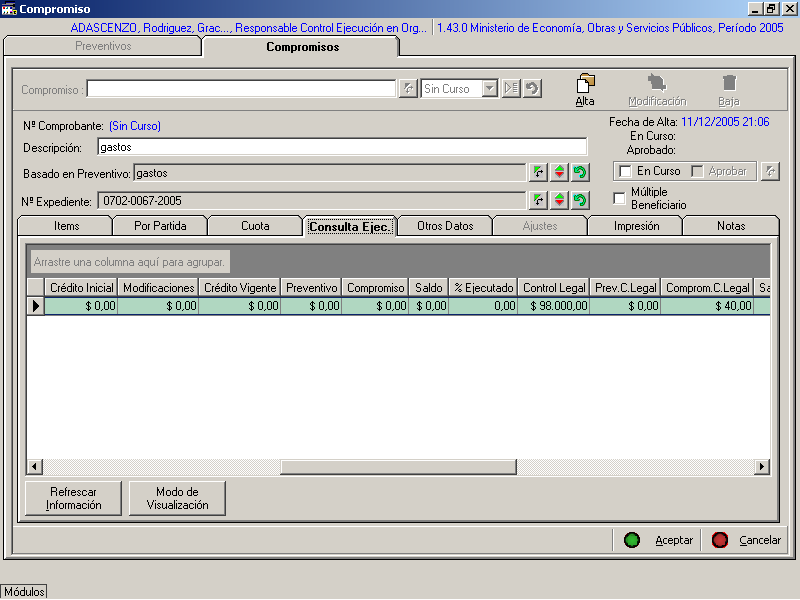 Compromiso
ADASCENZO, Rodriguez, Grac..., Responsable Control Ejecución en Org... 1.43.0 Ministerio de Economía, Obras y Servicios Públicos, Período 2005
Preventivos Compromisos
Compromiso : Sin Curso
Alta Modificación Baja
Nº Comprobante: (Sin Curso)
Fecha de Alta: 11/12/2005 21:06
En Curso:
Aprobado:
Descripción: gastos
Basado en Preventivo: gastos
En Curso Aprobar
Nº Expediente: 0702-0067-2005
Múltiple
Beneficiario
Items Por Partida Cuota Consulta Ejec. Otros Datos Ajustes Impresión Notas
Arrastre una columna aquí para agrupar.
Crédito Inicial Modificaciones Crédito Vigente Preventivo Compromiso Saldo % Ejecutado Control Legal Prev.C.Legal Comprom.C.Legal Sa
$ 0,00 $ 0,00 $ 0,00 $ 0,00 $ 0,00 $ 0,00 0,00 $ 98.000,00 $ 0,00 $ 40,00
Refrescar
Información
Modo de
Visualización
Aceptar Cancelar
Módulos